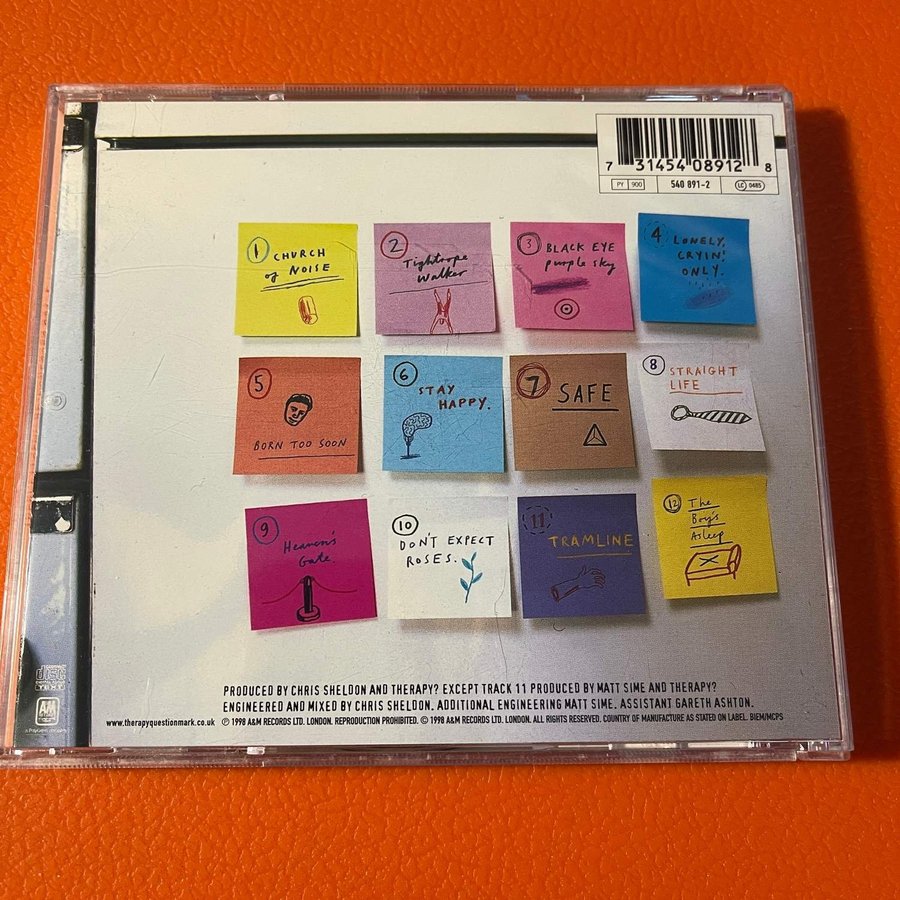 7 31454 08912 8
PY 900
540 891-2
LC 0485
1
CHURCH
of NOISE
2
Tightrope
Walker
3
BLACK EYE
purple sky
4
LONELY,
CRYIN!
ONLY.
5
BORN TOO SOON
6
STAY
HAPPY.
7
SAFE
8
STRAIGHT
LIFE
9
Heaven's
Gate.
10
DON'T EXPECT
ROSES.
11
TRAMLINE
12
The
Boy's
Asleep
PRODUCED BY CHRIS SHELDON AND THERAPY? EXCEPT TRACK 11 PRODUCED BY MATT SIME AND THERAPY?
ENGINEERED AND MIXED BY CHRIS SHELDON. ADDITIONAL ENGINEERING MATT SIME. ASSISTANT GARETH ASHTON.
www.therapyquestionmark.co.uk ℗ 1998 A&M RECORDS LTD. LONDON. REPRODUCTION PROHIBITED. © 1998 A&M RECORDS LTD. LONDON. ALL RIGHTS RESERVED. COUNTRY OF MANUFACTURE AS STATED ON LABEL. BIEM/MCPS
disc
TEXT
A&M